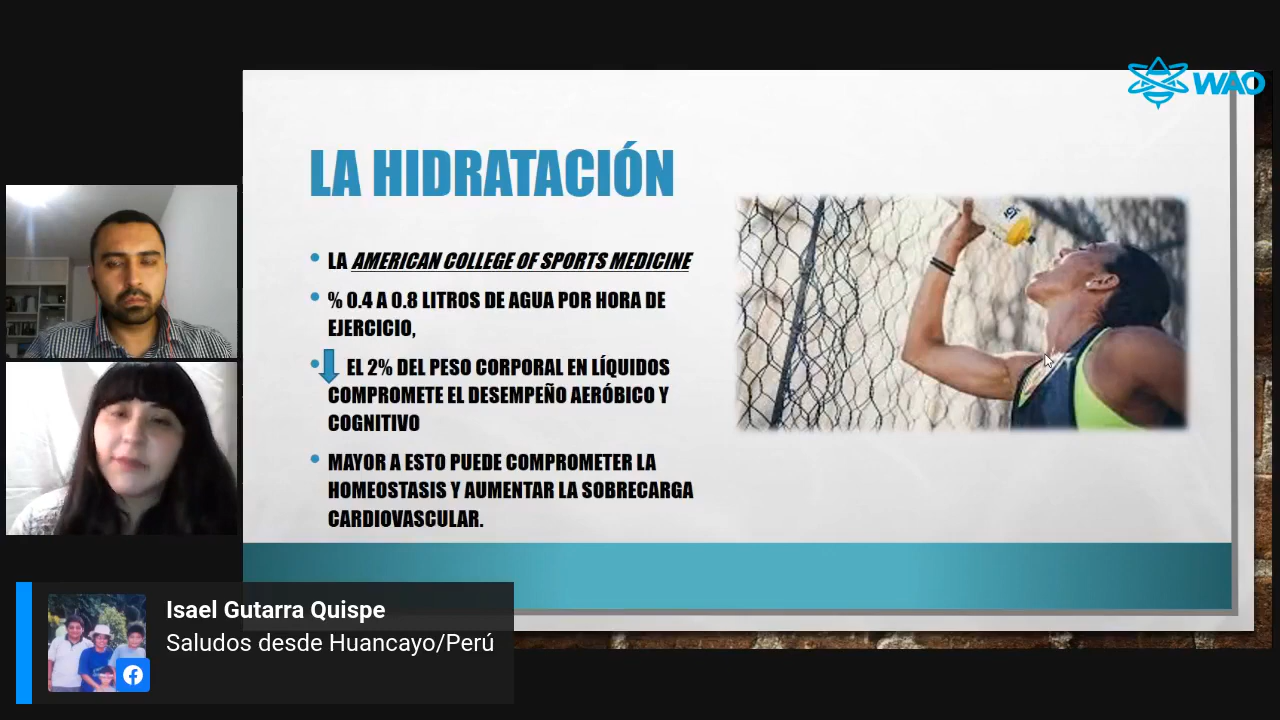 WAO
LA HIDRATACIÓN
LA AMERICAN COLLEGE OF SPORTS MEDICINE
% 0.4 A 0.8 LITROS DE AGUA POR HORA DE
EJERCICIO,
EL 2% DEL PESO CORPORAL EN LÍQUIDOS
COMPROMETE EL DESEMPEÑO AERÓBICO Y
COGNITIVO
MAYOR A ESTO PUEDE COMPROMETER LA
HOMEOSTASIS Y AUMENTAR LA SOBRECARGA
CARDIOVASCULAR.
Isael Gutarra Quispe
Saludos desde Huancayo/Perú